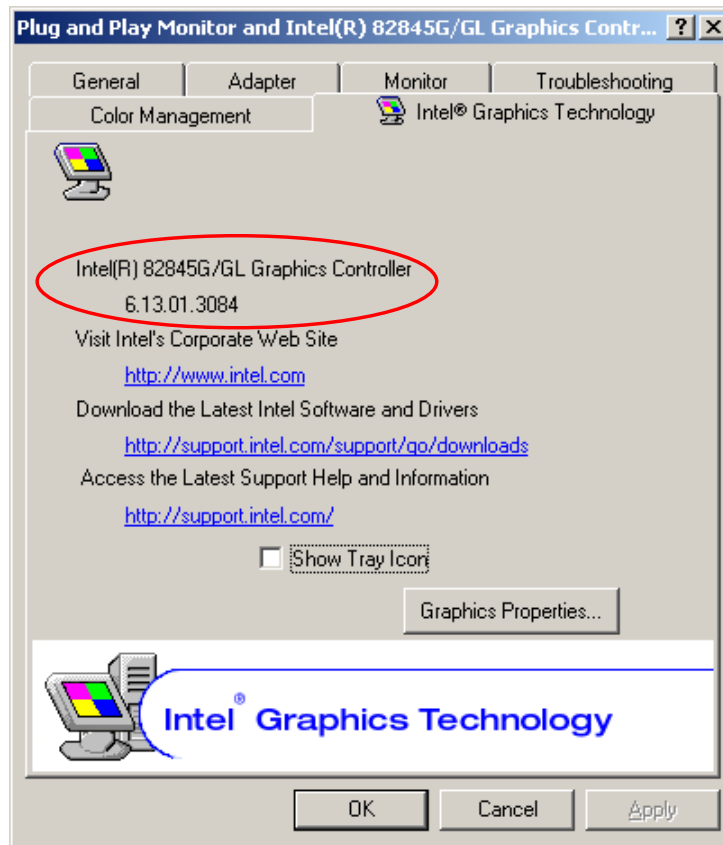 Plug and Play Monitor and Intel(R) 82845G/GL Graphics Contr... ? X
General Adapter Monitor Troubleshooting
Color Management Intel® Graphics Technology
Intel(R) 82845G/GL Graphics Controller
6.13.01.3084
Visit Intel's Corporate Web Site
http://www.intel.com
Download the Latest Intel Software and Drivers
http://support.intel.com/support/go/downloads
Access the Latest Support Help and Information
http://support.intel.com/
Show Tray Icon
Graphics Properties...
Intel® Graphics Technology
OK Cancel Apply